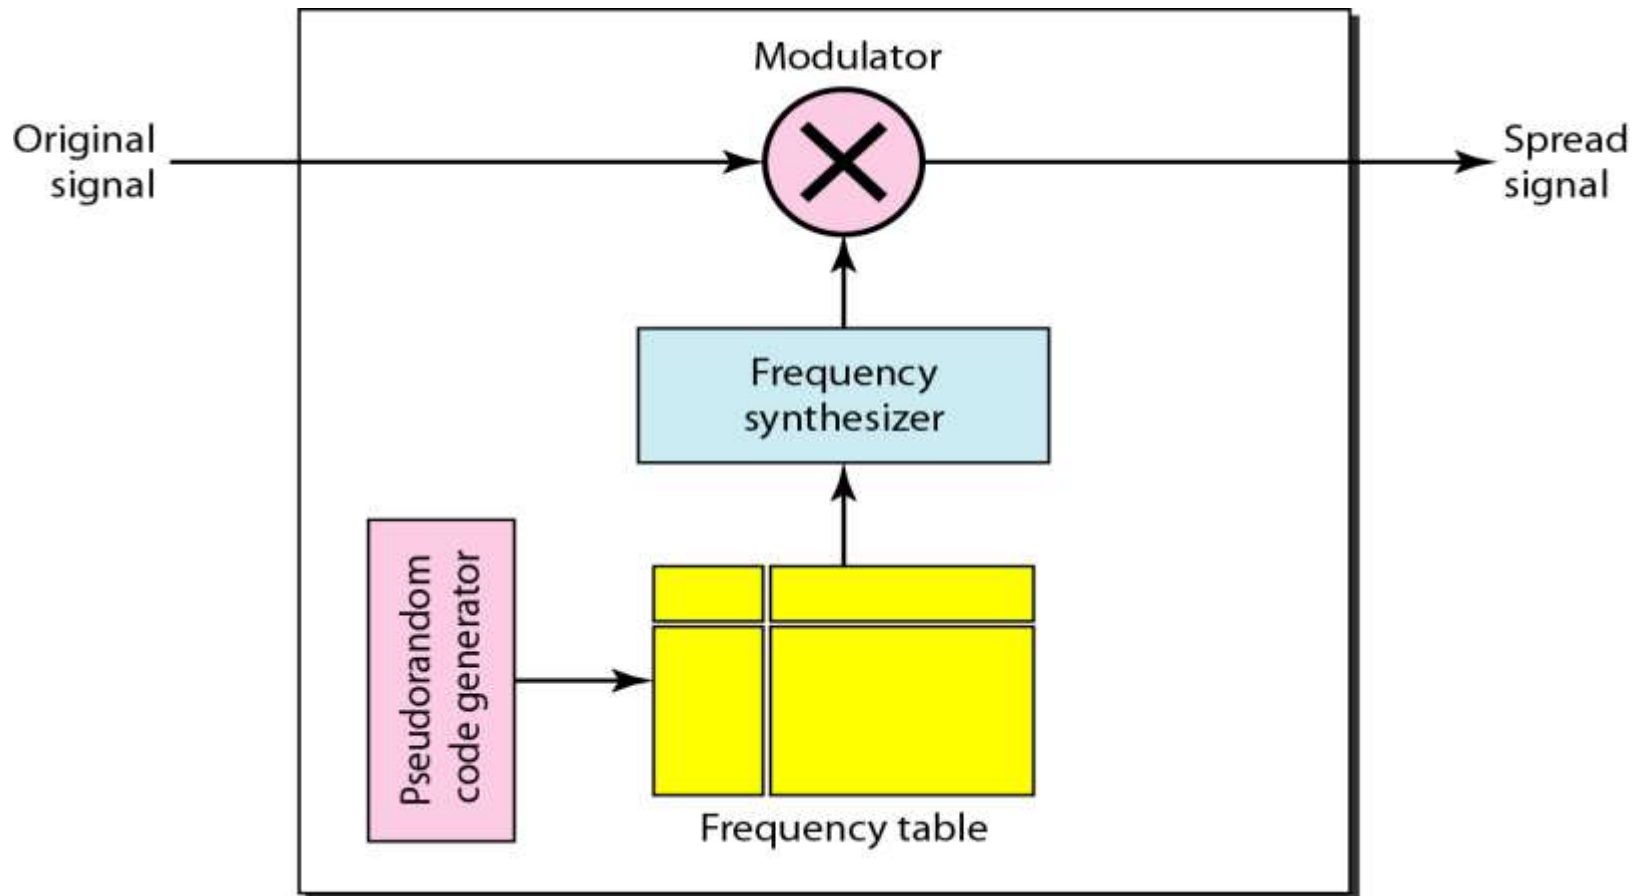 Modulator
Original
signal
Spread
signal
Frequency
synthesizer
Pseudorandom
code generator
Frequency table